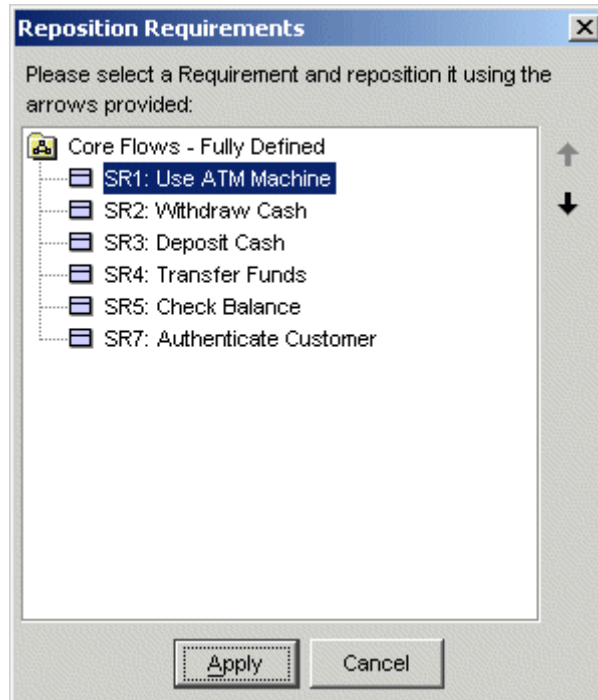 Reposition Requirements
Please select a Requirement and reposition it using the
arrows provided:
Core Flows - Fully Defined
SR1: Use ATM Machine
SR2: Withdraw Cash
SR3: Deposit Cash
SR4: Transfer Funds
SR5: Check Balance
SR7: Authenticate Customer
Apply
Cancel